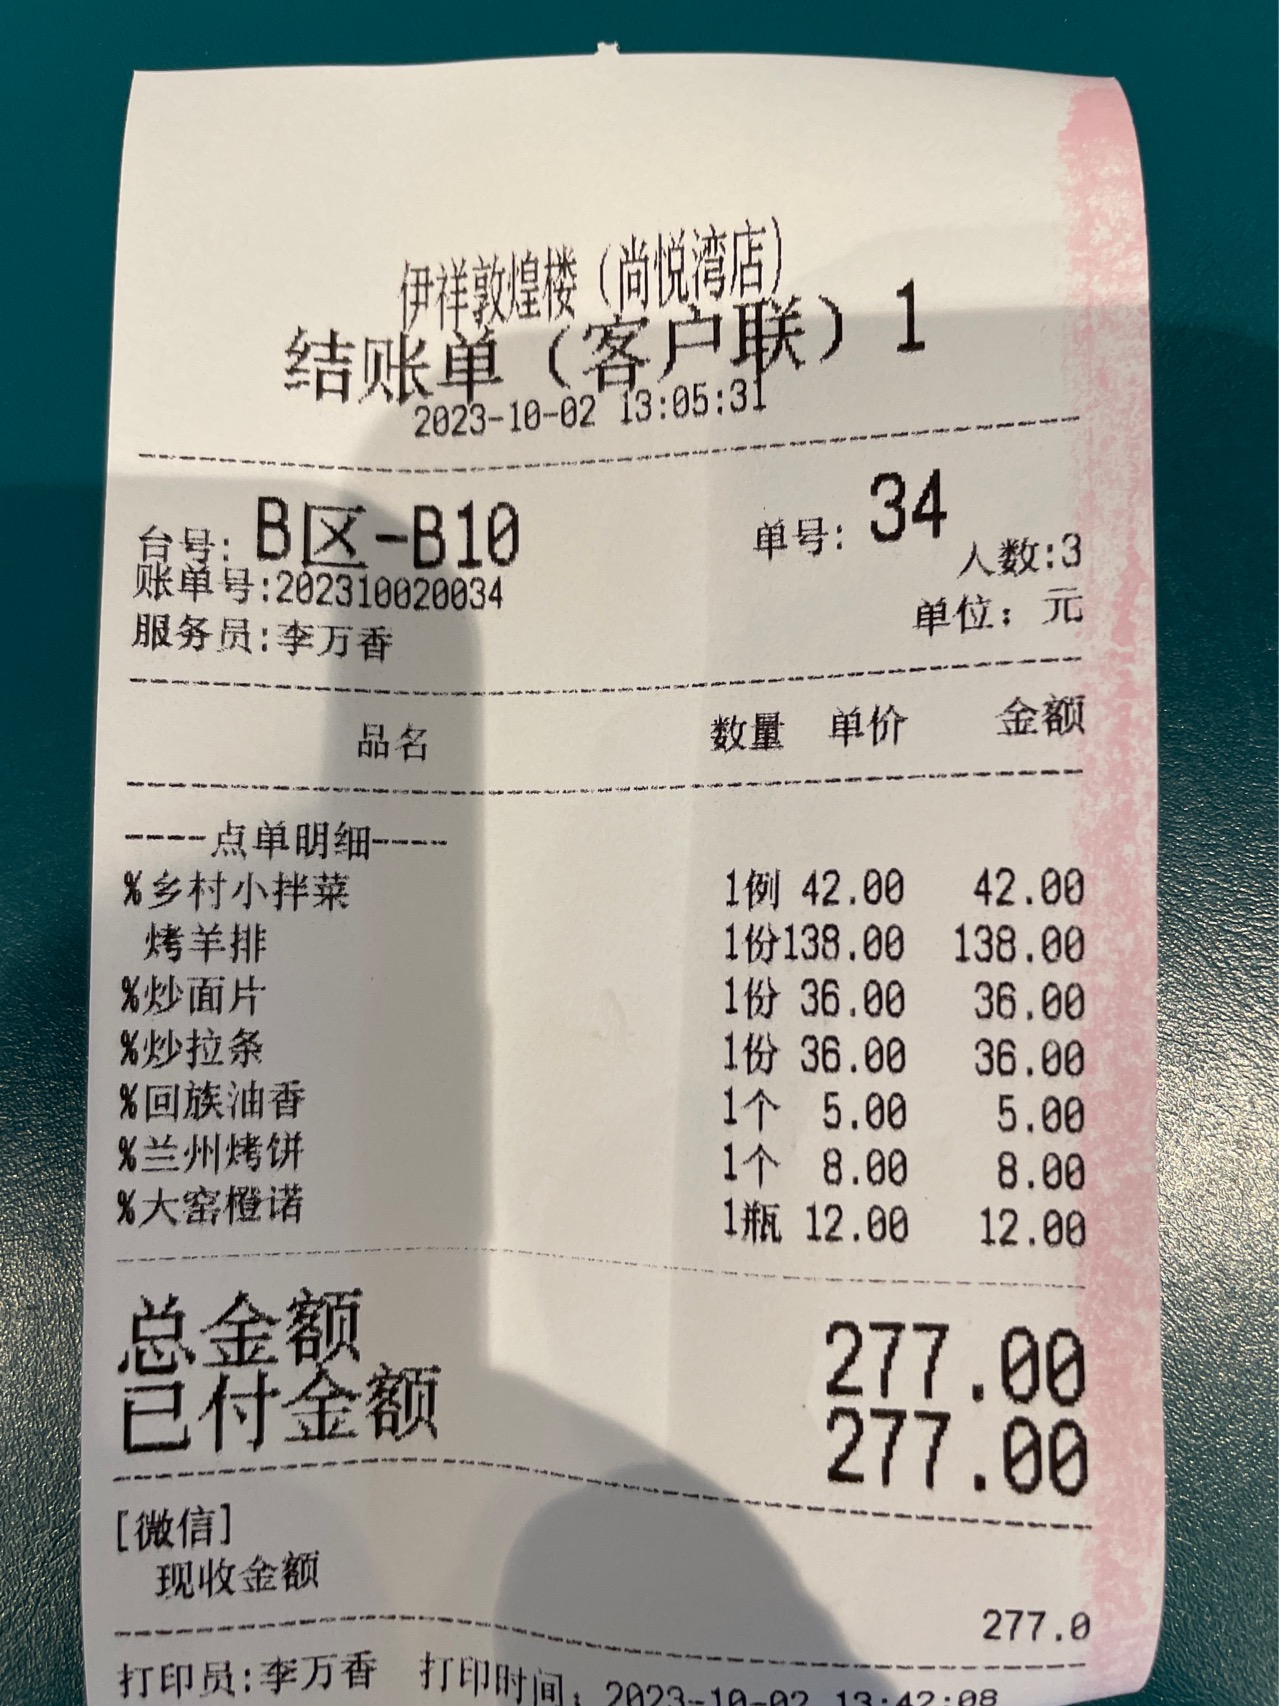 伊祥敦煌楼（尚悦湾店）
结账单（客户联）1
2023-10-02 13:05:31
台号: B区-B10 单号: 34
人数:3
账单号:202310020034
单位：元
服务员:李万香
品名 数量 单价 金额
----点单明细----
%乡村小拌菜 1例 42.00 42.00
烤羊排 1份138.00 138.00
%炒面片 1份 36.00 36.00
%炒拉条 1份 36.00 36.00
%回族油香 1个 5.00 5.00
%兰州烤饼 1个 8.00 8.00
%大窑橙诺 1瓶 12.00 12.00
总金额 277.00
已付金额 277.00
[微信]
现收金额
277.0
打印员:李万香 打印时间: 2023-10-02 13:42:08